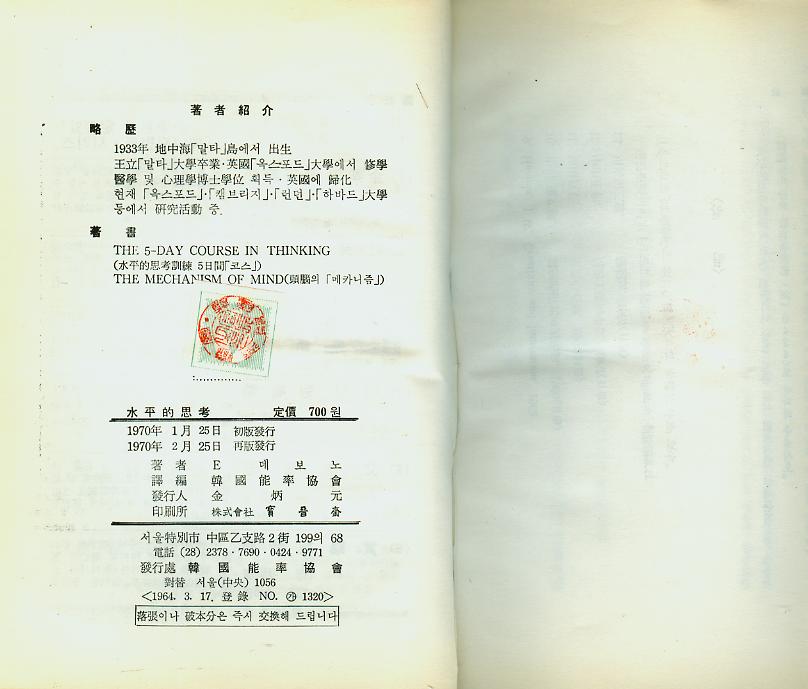 著者紹介
略歷
1933年 地中海「말타」島에서 出生
王立「말타」大學卒業·英國「옥스포드」大學에서 修學
醫學 및 心理學博士學位 획득·英國에 歸化
현재 「옥스포드」·「캠브리지」·「런던」·「하바드」大學
등에서 研究活動 중.
著書
THE 5-DAY COURSE IN THINKING
(水平的思考訓練 5日間「코스」)
THE MECHANISM OF MIND(頭腦의 「메카니즘」)
水平的思考 定價 700원
1970年 1月 25日 初版發行
1970年 2月 25日 再版發行
著者 E 데보노
譯編 韓國能率協會
發行人 金炳元
印刷所 株式會社 寶晋齋
서울特別市 中區乙支路2街 199의 68
電話 (28) 2378·7690·0424·9771
發行處 韓國能率協會
對替 서울(中央) 1056
<1964. 3. 17. 登錄 NO. ㉮ 1320>
落張이나 破本分은 즉시 交換해 드립니다